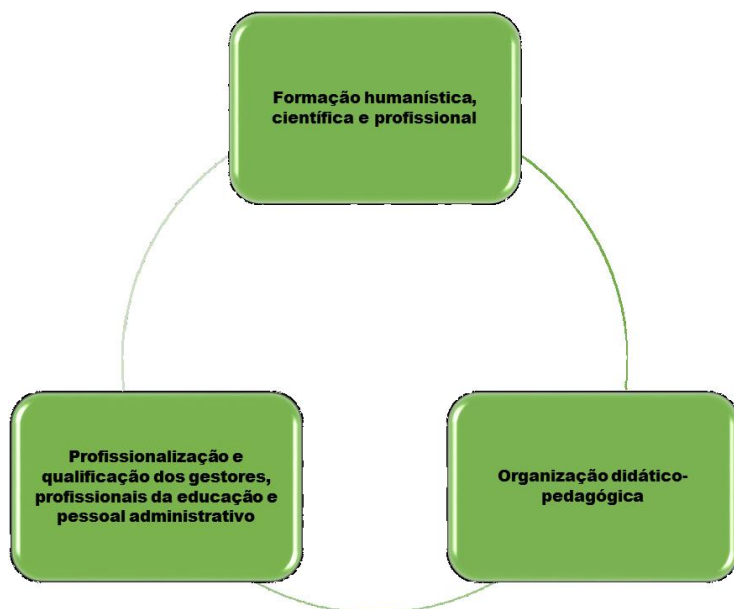 Formação humanística,
científica e profissional
Profissionalização e
qualificação dos gestores,
profissionais da educação e
pessoal administrativo
Organização didático-
pedagógica